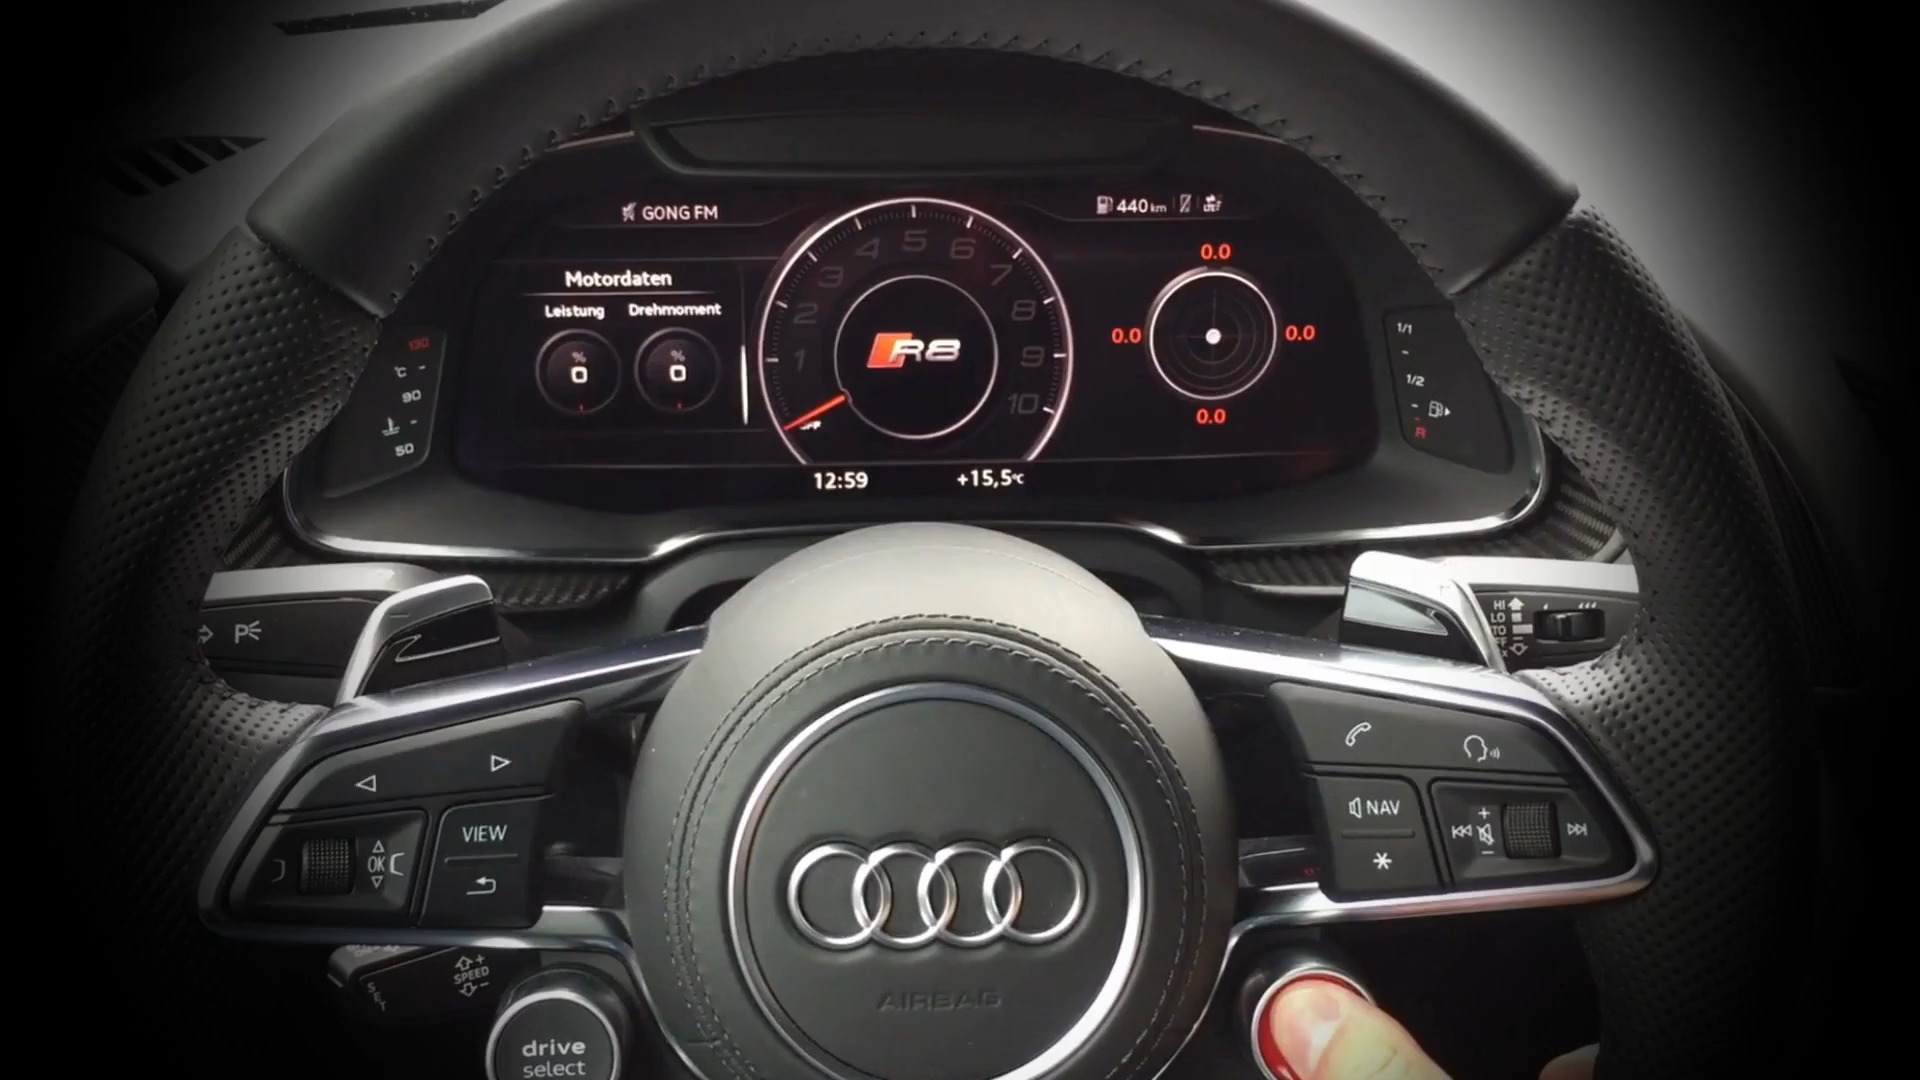 GONG FM
440 km
Motordaten
Leistung Drehmoment
% 0
% 0
1 2 3 4 5 6 7 8 9 10
OFF
R8
0.0
0.0 0.0
0.0
12:59 +15,5°C
130
°C
90
50
1/1
1/2
R
P
HI
LO
VIEW
OK
NAV
*
SPEED
SET
AIRBAG
drive
select